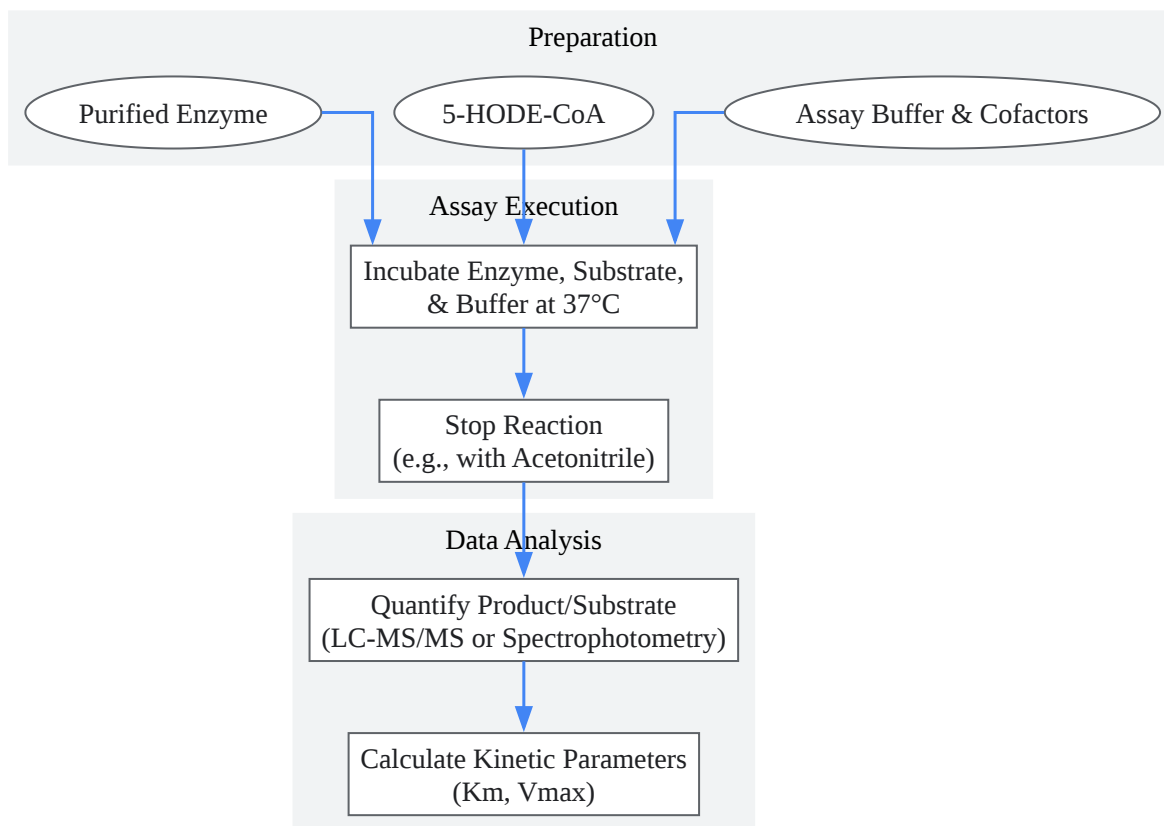 Preparation
Purified Enzyme
5-HODE-CoA
Assay Buffer & Cofactors
Assay Execution
Incubate Enzyme, Substrate,
& Buffer at 37°C
Stop Reaction
(e.g., with Acetonitrile)
Data Analysis
Quantify Product/Substrate
(LC-MS/MS or Spectrophotometry)
Calculate Kinetic Parameters
(Km, Vmax)